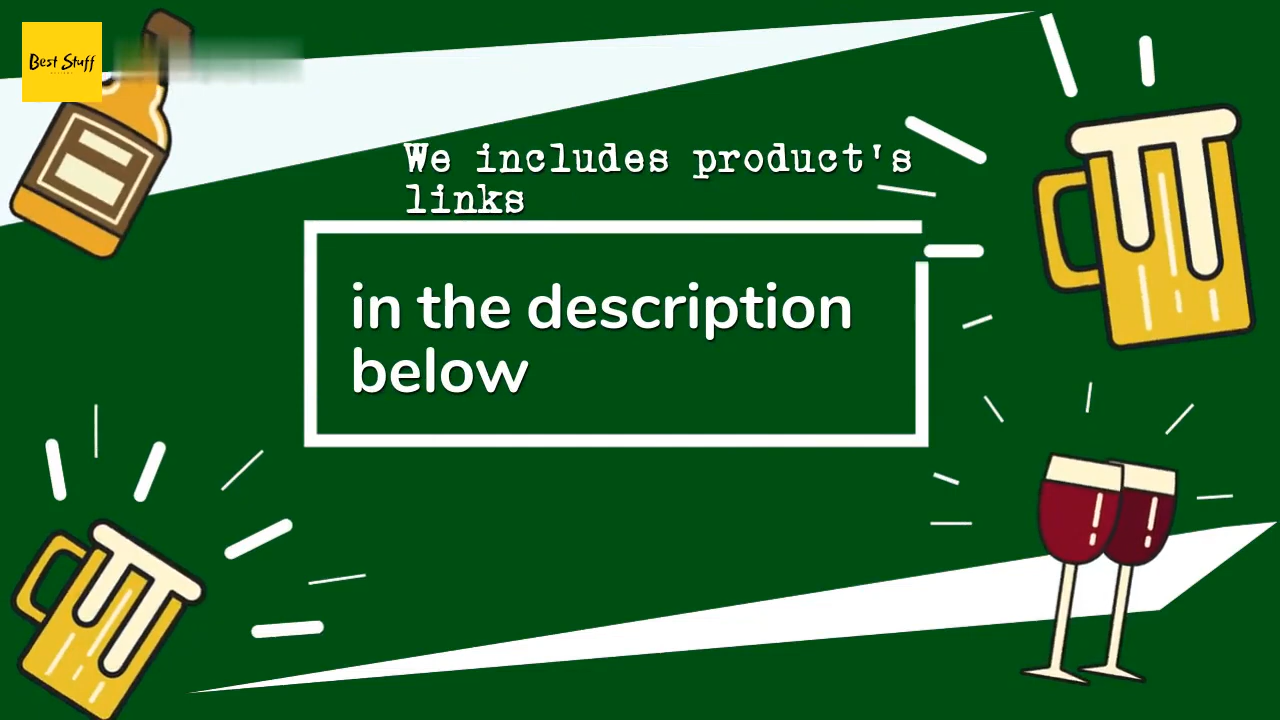 Best Stuff
We includes product's
links
in the description
below